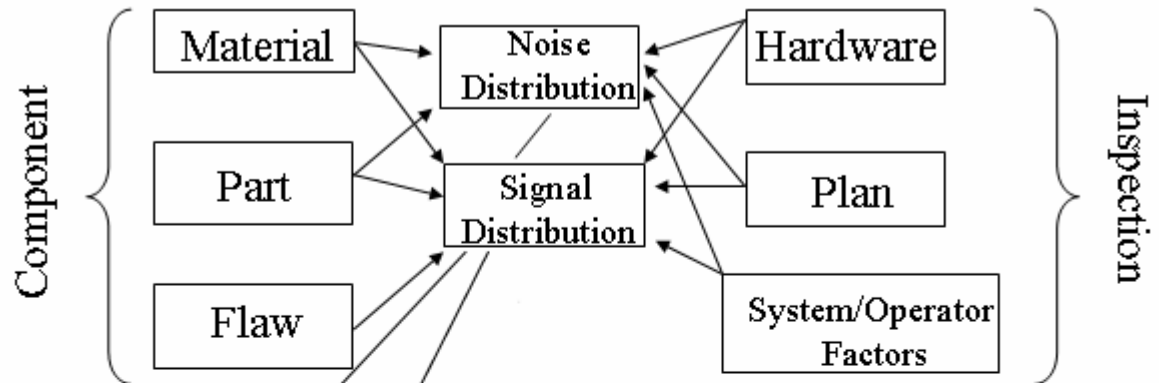 Component
Material
Part
Flaw
Noise
Distribution
Signal
Distribution
Hardware
Plan
System/Operator
Factors
Inspection